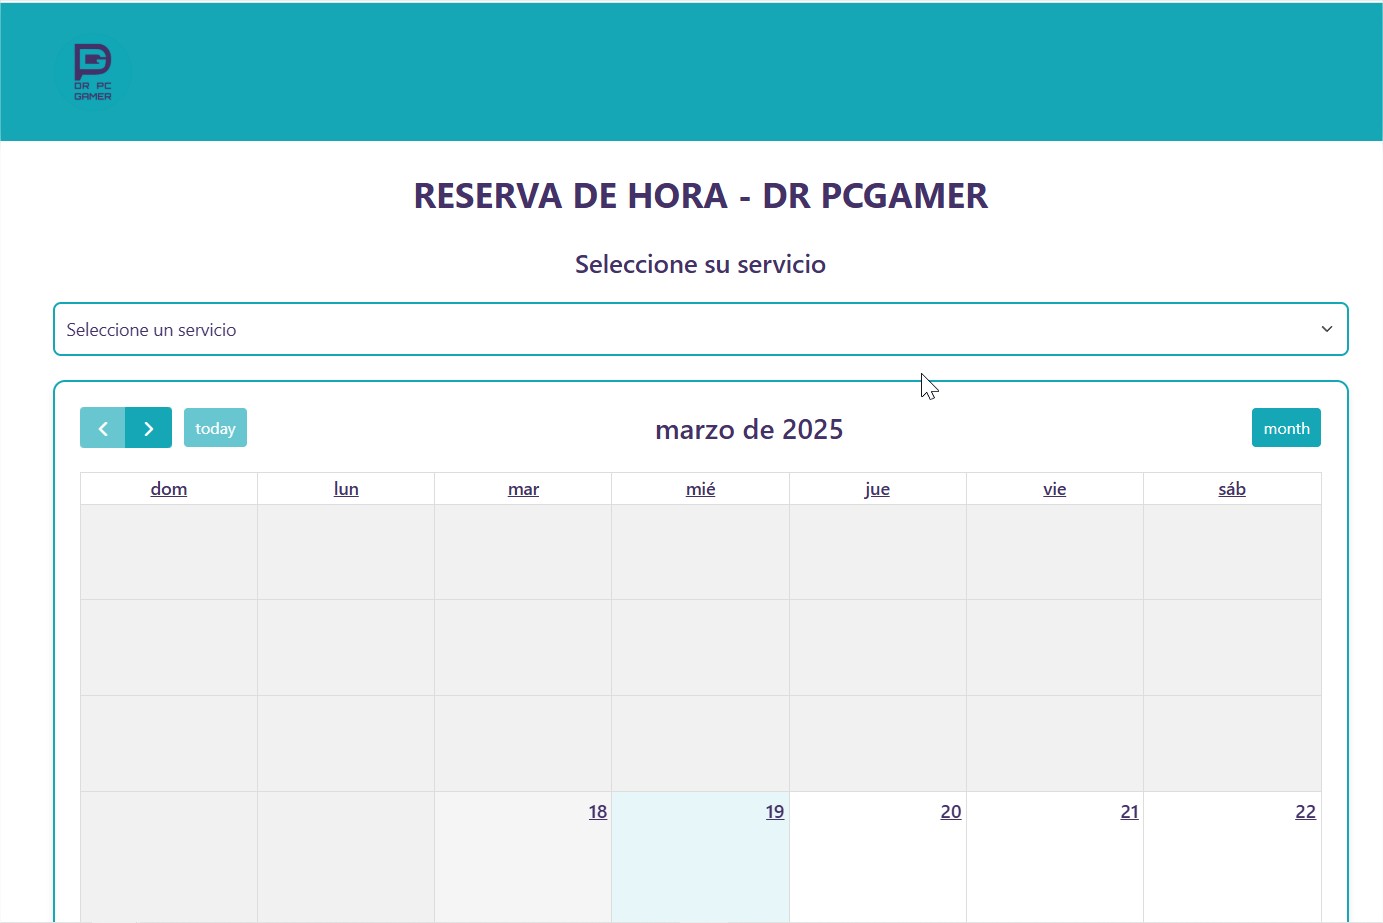 DR PC
GAMER
RESERVA DE HORA - DR PCGAMER
Seleccione su servicio
Seleccione un servicio
today
marzo de 2025
month
dom lun mar mié jue vie sáb
18 19 20 21 22